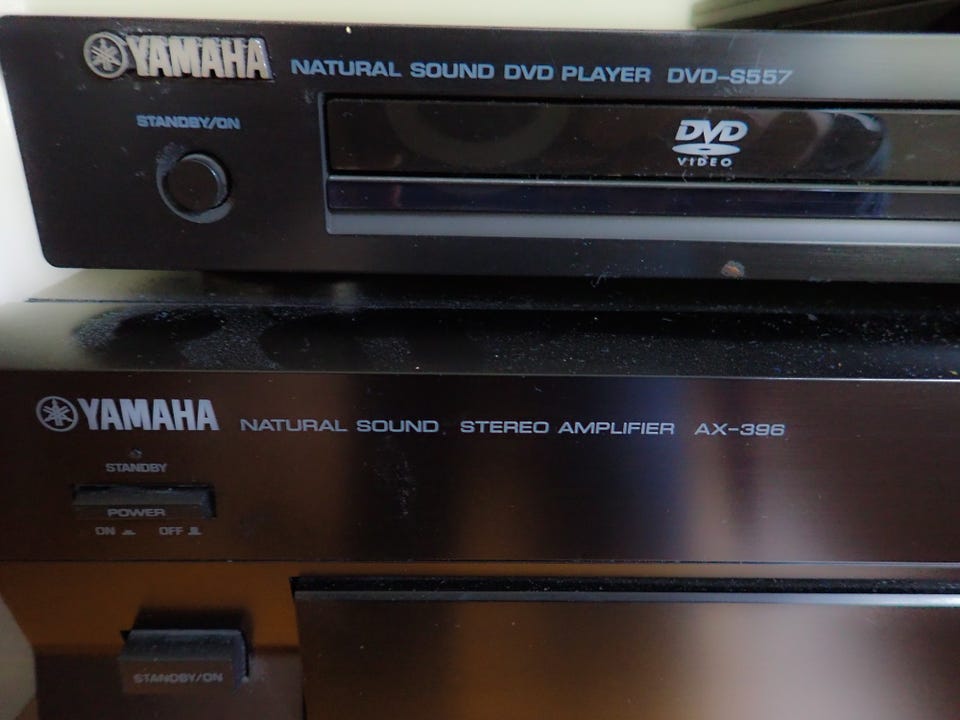 YAMAHA NATURAL SOUND DVD PLAYER DVD-S557
STANDBY/ON
DVD
VIDEO
YAMAHA NATURAL SOUND STEREO AMPLIFIER AX-396
STANDBY
POWER
ON OFF
STANDBY/ON